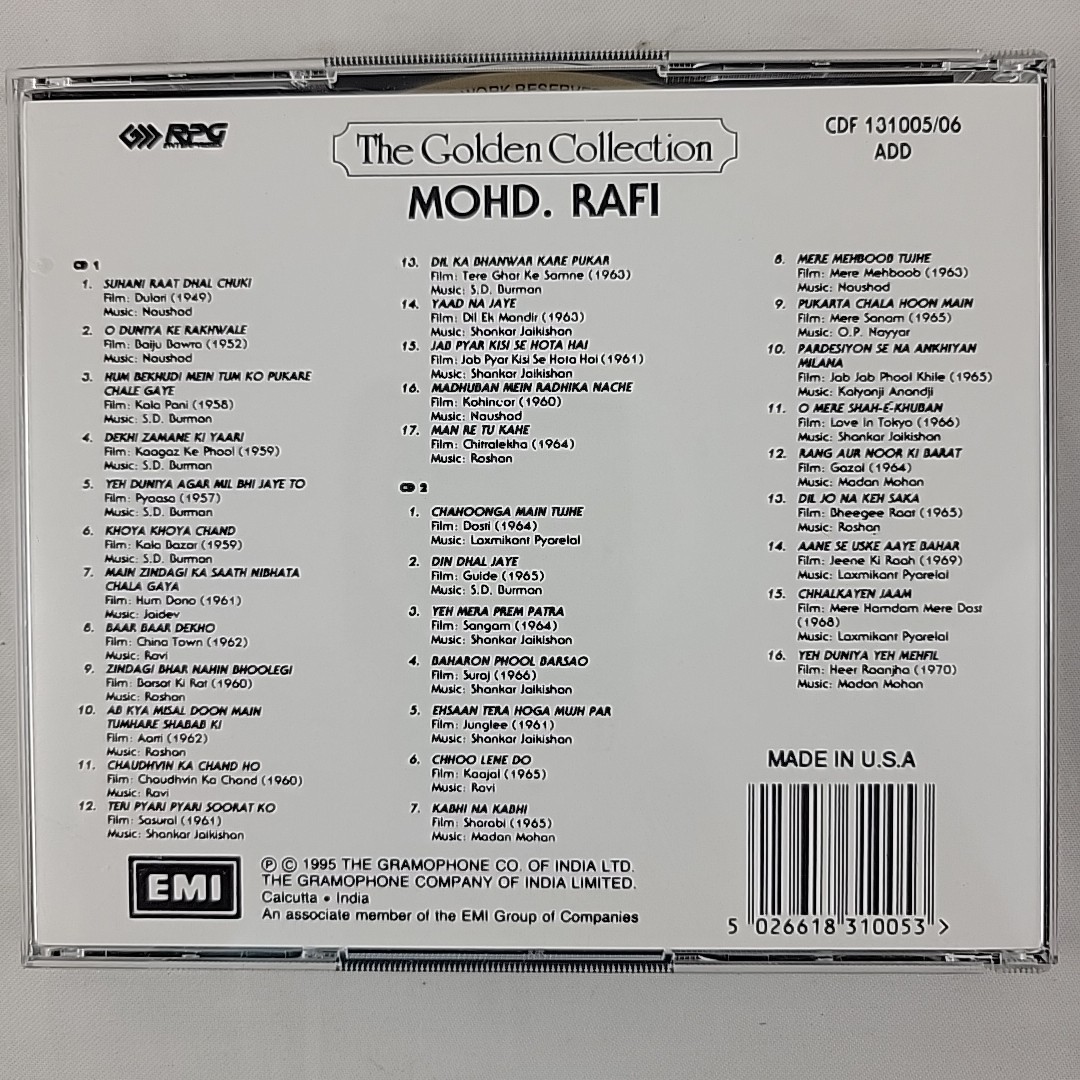 WORK RESERVE
RPG
The Golden Collection
MOHD. RAFI
CDF 131005/06
ADD
CD 1
1. SUHANI RAAT DHAL CHUKI
Film: Dulari (1949)
Music: Naushad
2. O DUNIYA KE RAKHWALE
Film: Baiju Bawra (1952)
Music: Naushad
3. HUM BEKHUDI MEIN TUM KO PUKARE
CHALE GAYE
Film: Kala Pani (1958)
Music: S.D. Burman
4. DEKHI ZAMANE KI YAARI
Film: Kaagaz Ke Phool (1959)
Music: S.D. Burman
5. YEH DUNIYA AGAR MIL BHI JAYE TO
Film: Pyaasa (1957)
Music: S.D. Burman
6. KHOYA KHOYA CHAND
Film: Kala Bazar (1959)
Music: S.D. Burman
7. MAIN ZINDAGI KA SAATH NIBHATA
CHALA GAYA
Film: Hum Dono (1961)
Music: Jaidev
8. BAAR BAAR DEKHO
Film: China Town (1962)
Music: Ravi
9. ZINDAGI BHAR NAHIN BHOOLEGI
Film: Barsat Ki Rat (1960)
Music: Roshan
10. AB KYA MISAL DOON MAIN
TUMHARE SHABAB KI
Film: Aarti (1962)
Music: Roshan
11. CHAUDHVIN KA CHAND HO
Film: Chaudhvin Ka Chand (1960)
Music: Ravi
12. TERI PYARI PYARI SOORAT KO
Film: Sasural (1961)
Music: Shankar Jaikishan
13. DIL KA BHANWAR KARE PUKAR
Film: Tere Ghar Ke Samne (1963)
Music: S.D. Burman
14. YAAD NA JAYE
Film: Dil Ek Mandir (1963)
Music: Shankar Jaikishan
15. JAB PYAR KISI SE HOTA HAI
Film: Jab Pyar Kisi Se Hota Hai (1961)
Music: Shankar Jaikishan
16. MADHUBAN MEIN RADHIKA NACHE
Film: Kohinoor (1960)
Music: Naushad
17. MAN RE TU KAHE
Film: Chitralekha (1964)
Music: Roshan
CD 2
1. CHAHOONGA MAIN TUJHE
Film: Dosti (1964)
Music: Laxmikant Pyarelal
2. DIN DHAL JAYE
Film: Guide (1965)
Music: S.D. Burman
3. YEH MERA PREM PATRA
Film: Sangam (1964)
Music: Shankar Jaikishan
4. BAHARON PHOOL BARSAO
Film: Suraj (1966)
Music: Shankar Jaikishan
5. EHSAAN TERA HOGA MUJH PAR
Film: Junglee (1961)
Music: Shankar Jaikishan
6. CHHOO LENE DO
Film: Kaajal (1965)
Music: Ravi
7. KABHI NA KABHI
Film: Sharabi (1965)
Music: Madan Mohan
8. MERE MEHBOOB TUJHE
Film: Mere Mehboob (1963)
Music: Naushad
9. PUKARTA CHALA HOON MAIN
Film: Mere Sanam (1965)
Music: O.P. Nayyar
10. PARDESIYON SE NA ANKHIYAN
MILANA
Film: Jab Jab Phool Khile (1965)
Music: Kalyanji Anandji
11. O MERE SHAH-E-KHUBAN
Film: Love In Tokyo (1966)
Music: Shankar Jaikishan
12. RANG AUR NOOR KI BARAT
Film: Gazal (1964)
Music: Madan Mohan
13. DIL JO NA KEH SAKA
Film: Bheegee Raat (1965)
Music: Roshan
14. AANE SE USKE AAYE BAHAR
Film: Jeene Ki Raah (1969)
Music: Laxmikant Pyarelal
15. CHHALKAYEN JAAM
Film: Mere Hamdam Mere Dost
(1968)
Music: Laxmikant Pyarelal
16. YEH DUNIYA YEH MEHFIL
Film: Heer Raanjha (1970)
Music: Madan Mohan
MADE IN U.S.A
5 026618 310053 >
EMI
℗ © 1995 THE GRAMOPHONE CO. OF INDIA LTD.
THE GRAMOPHONE COMPANY OF INDIA LIMITED.
Calcutta • India
An associate member of the EMI Group of Companies